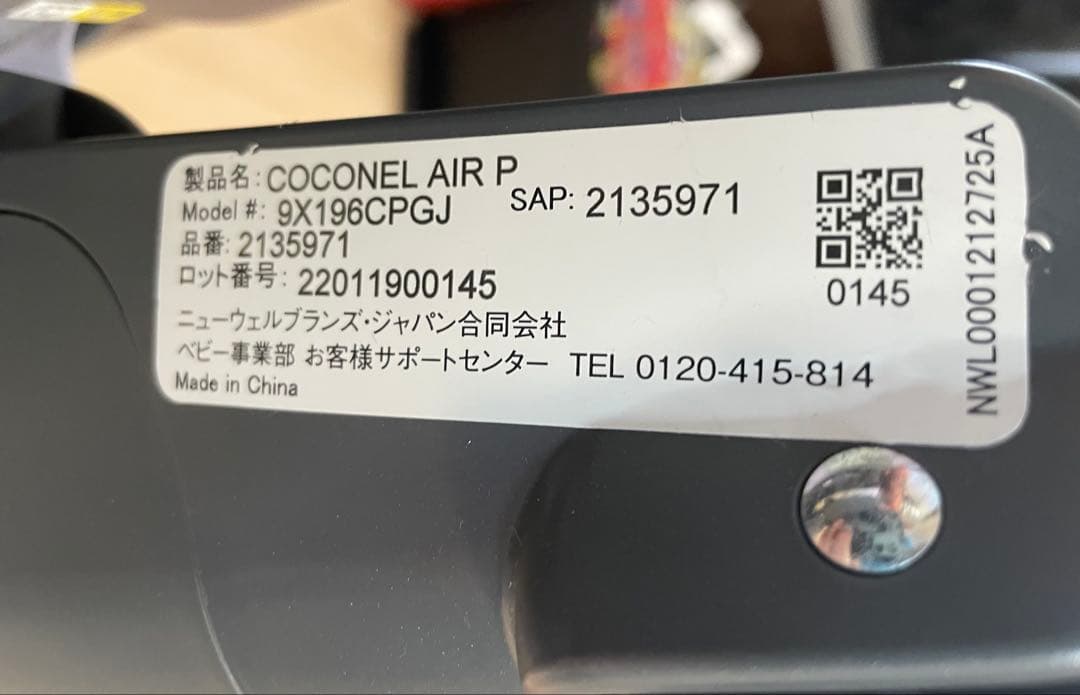 製品名:COCONEL AIR P
Model #: 9X196CPGJ
SAP: 2135971
品番: 2135971
ロット番号: 22011900145
ニューウェルブランズ・ジャパン合同会社
ベビー事業部 お客様サポートセンター TEL 0120-415-814
Made in China
0145
NWL0001212725A